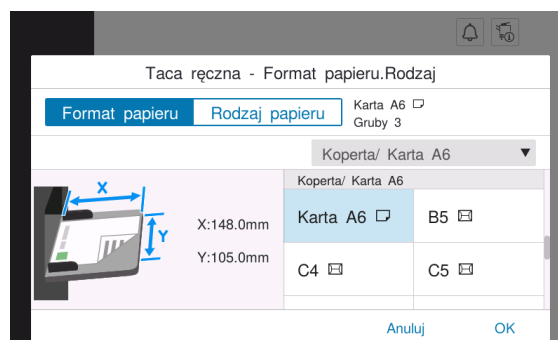 Taca ręczna - Format papieru.Rodzaj
Format papieru
Rodzaj papieru
Karta A6
Gruby 3
Koperta/ Karta A6
X
Y
X:148.0mm
Y:105.0mm
Koperta/ Karta A6
Karta A6
B5
C4
C5
Anuluj
OK